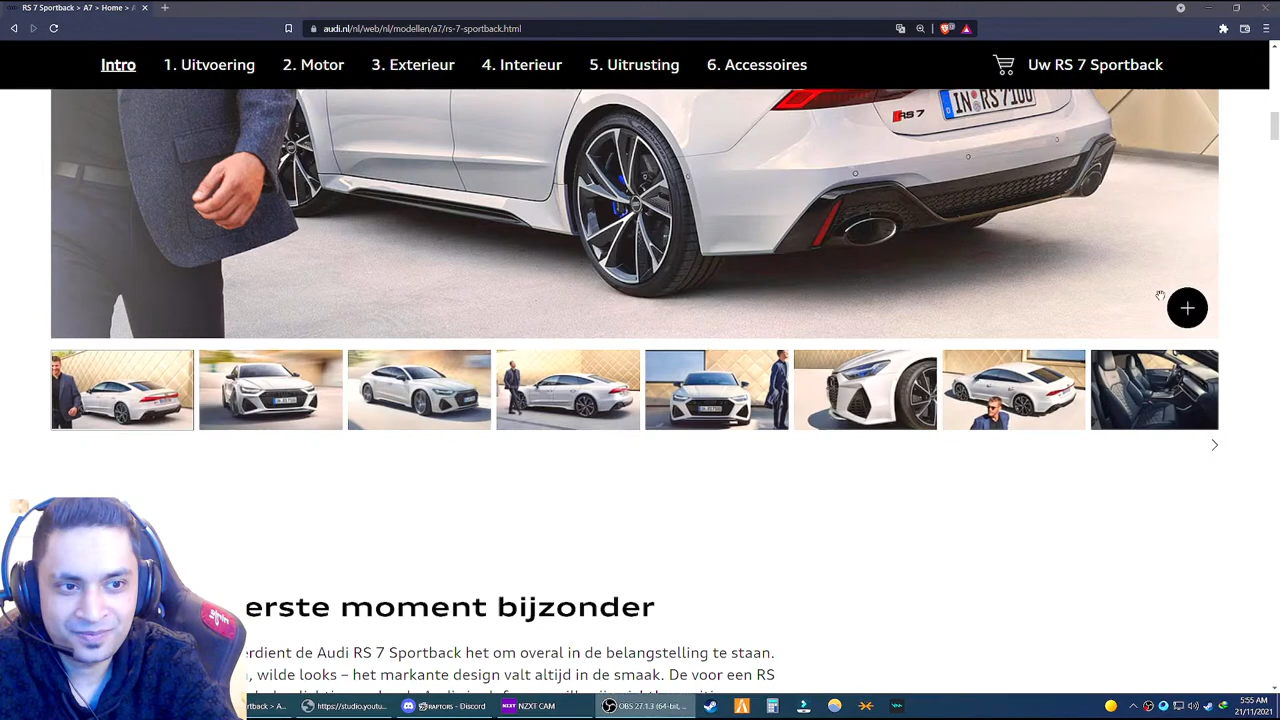 RS 7 Sportback > A7 > Home >
audi.nl/nl/web/nl/modellen/a7/rs-7-sportback.html
Intro
1. Uitvoering
2. Motor
3. Exterieur
4. Interieur
5. Uitrusting
6. Accessoires
Uw RS 7 Sportback
RS 7
IN RS 7100
erste moment bijzonder
erdient de Audi RS 7 Sportback het om overal in de belangstelling te staan.
, wilde looks – het markante design valt altijd in de smaak. De voor een RS
https://studio.youtu...
RAPTORS - Discord
NZXT CAM
OBS 27.1.3 (64-bit,...
5:55 AM
21/11/2021